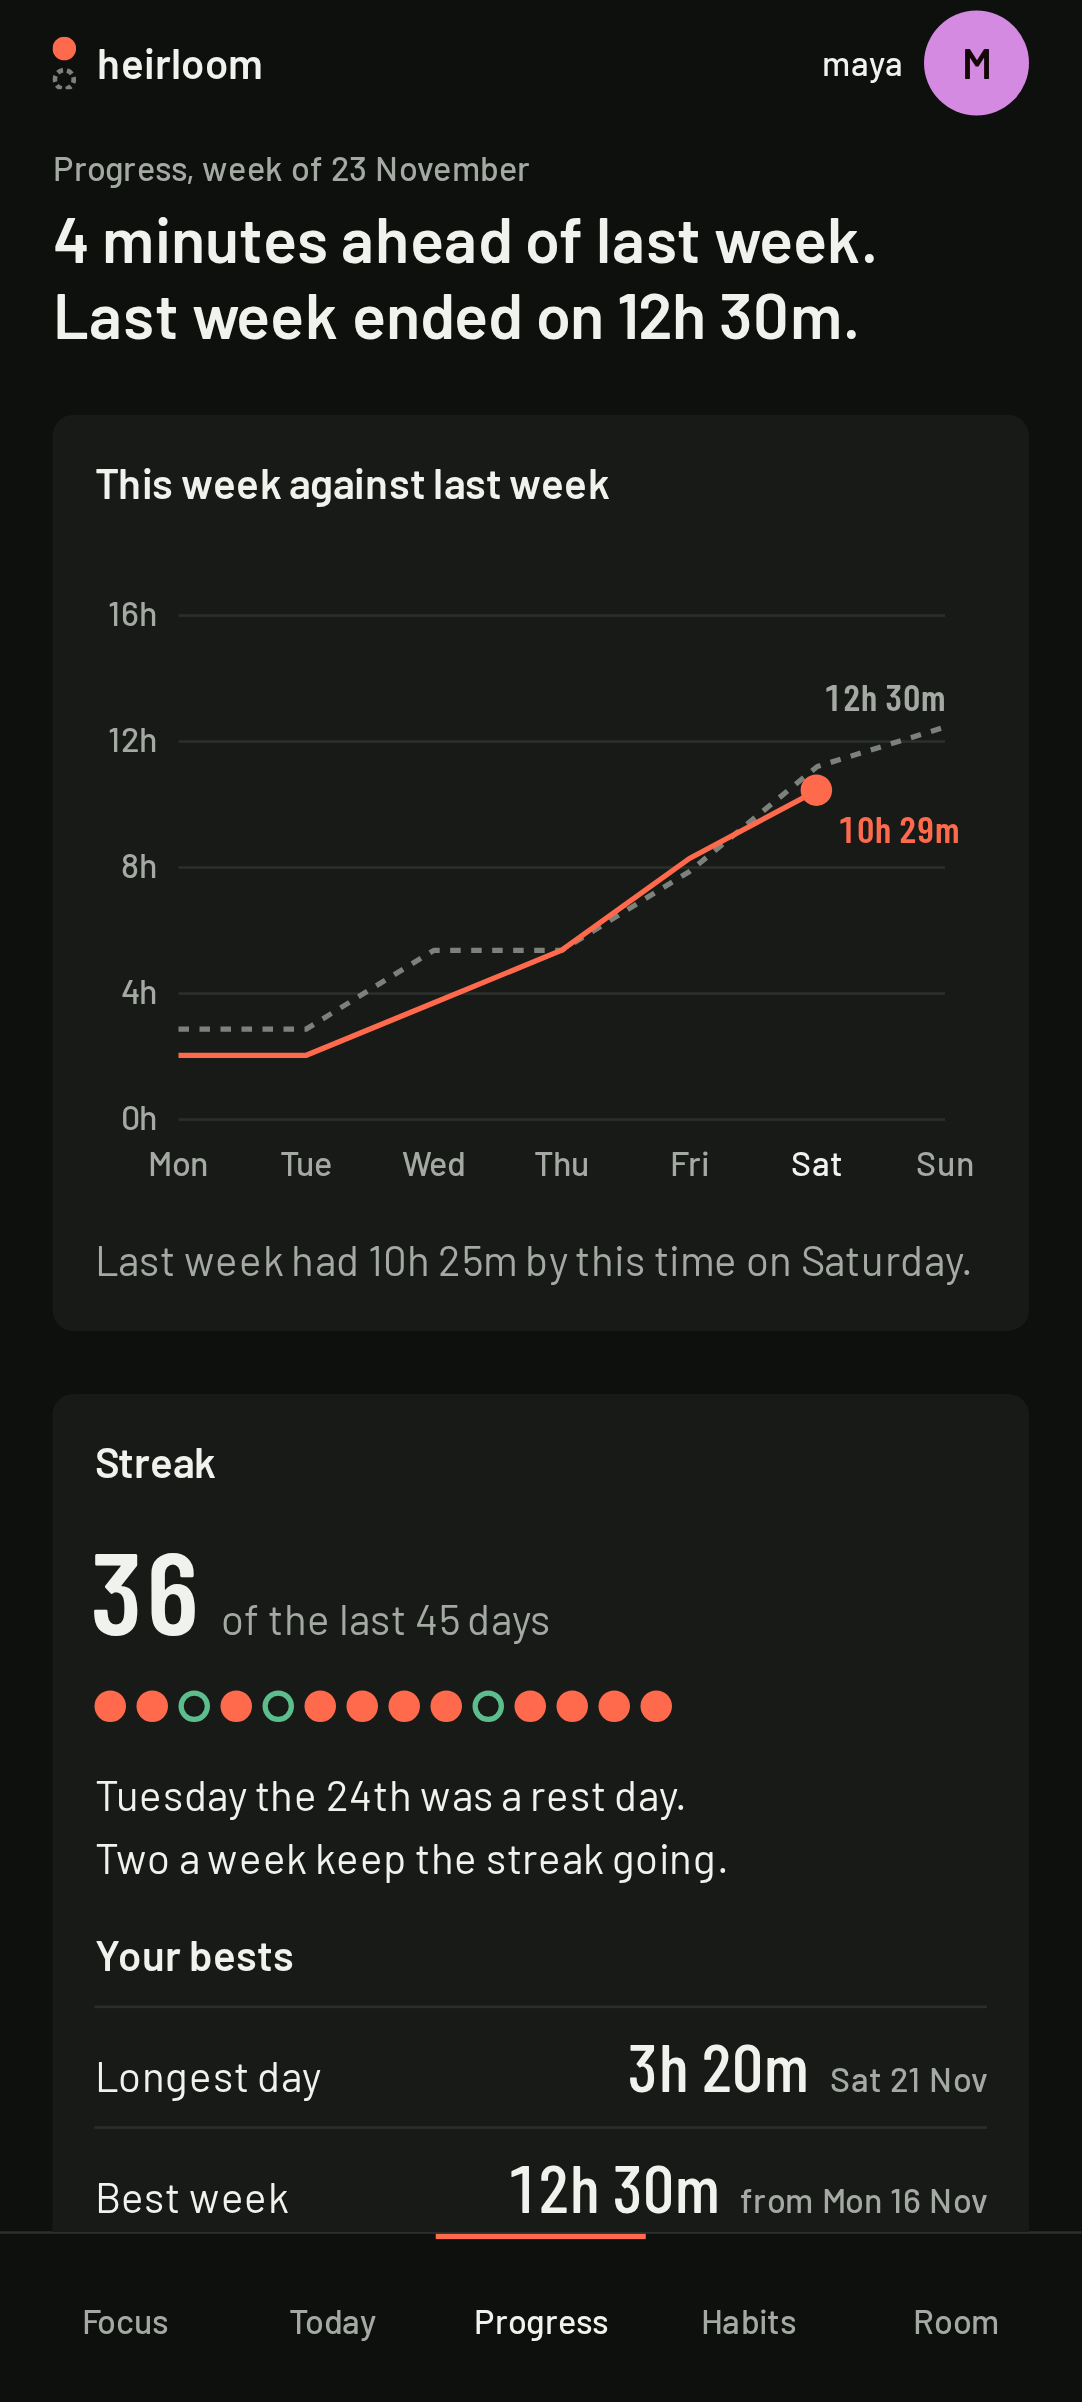 heirloom
maya
M
Progress, week of 23 November
4 minutes ahead of last week.
Last week ended on 12h 30m.
This week against last week
16h
12h 30m
12h
10h 29m
8h
4h
0h
Mon Tue Wed Thu Fri Sat Sun
Last week had 10h 25m by this time on Saturday.
Streak
36 of the last 45 days
Tuesday the 24th was a rest day.
Two a week keep the streak going.
Your bests
Longest day 3h 20m Sat 21 Nov
Best week 12h 30m from Mon 16 Nov
Focus Today Progress Habits Room